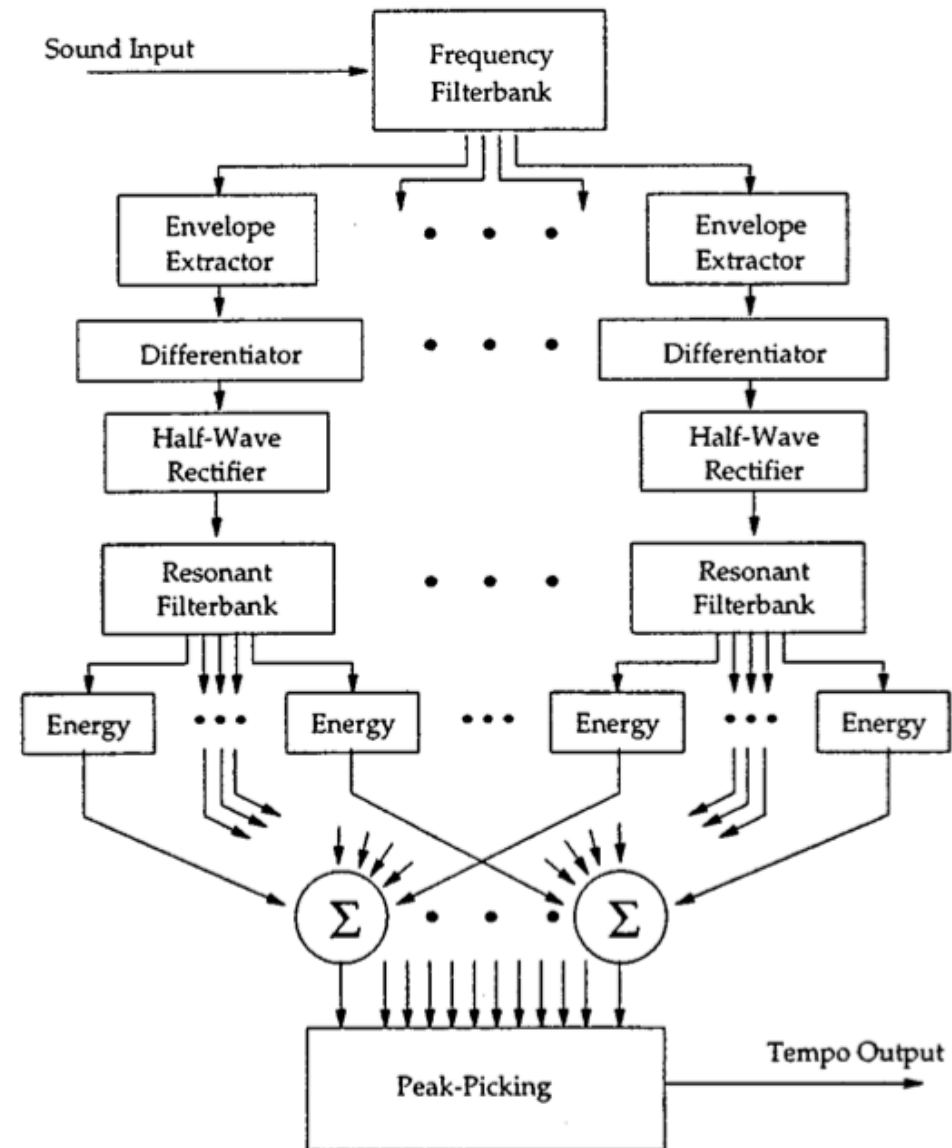 Sound Input
Frequency
Filterbank
Envelope
Extractor
Envelope
Extractor
Differentiator
Differentiator
Half-Wave
Rectifier
Half-Wave
Rectifier
Resonant
Filterbank
Resonant
Filterbank
Energy
Energy
Energy
Energy
Σ
Σ
Tempo Output
Peak-Picking